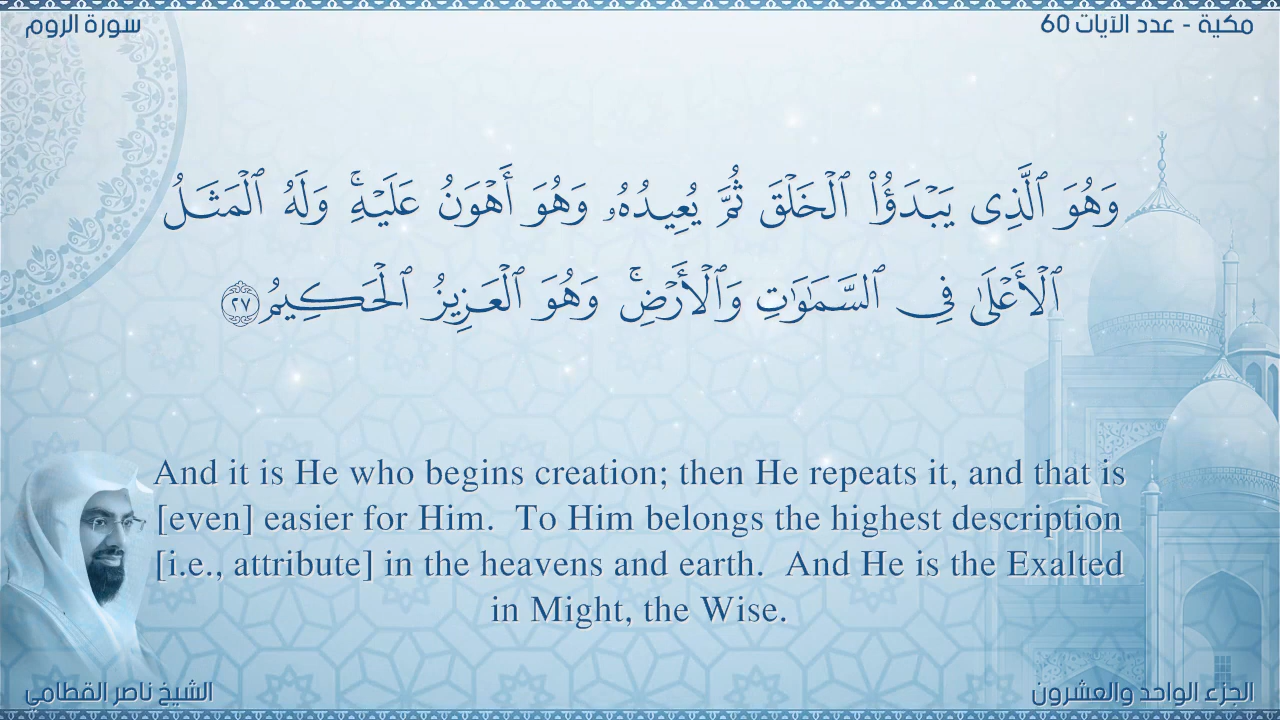 مكية - عدد الآيات 60
سورة الروم
وَهُوَ ٱلَّذِى يَبْدَؤُا۟ ٱلْخَلْقَ ثُمَّ يُعِيدُهُۥ وَهُوَ أَهْوَنُ عَلَيْهِ ۚ وَلَهُ ٱلْمَثَلُ
ٱلْأَعْلَىٰ فِى ٱلسَّمَـٰوَٰتِ وَٱلْأَرْضِ ۚ وَهُوَ ٱلْعَزِيزُ ٱلْحَكِيمُ ٢٧
And it is He who begins creation; then He repeats it, and that is
[even] easier for Him. To Him belongs the highest description
[i.e., attribute] in the heavens and earth. And He is the Exalted
in Might, the Wise.
الجزء الواحد والعشرون
الشيخ ناصر القطامي